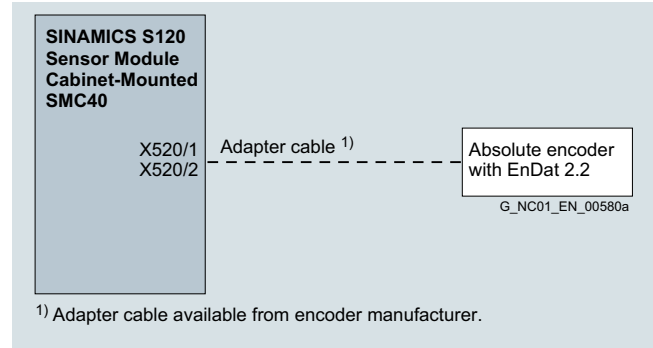 SINAMICS S120
Sensor Module
Cabinet-Mounted
SMC40
X520/1
X520/2
Adapter cable 1)
Absolute encoder
with EnDat 2.2
G_NC01_EN_00580a
1) Adapter cable available from encoder manufacturer.